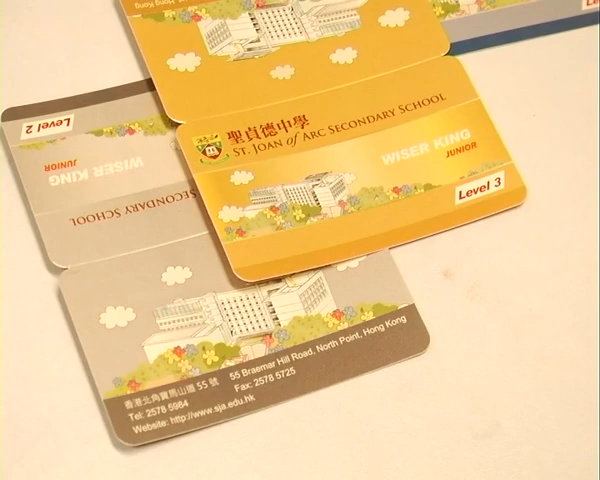 Hong Kong
Level 2
WISER KING
JUNIOR
SECONDARY SCHOOL
聖貞德中學
ST. JOAN of ARC SECONDARY SCHOOL
WISER KING
JUNIOR
Level 3
香港北角寶馬山道 55 號
55 Braemar Hill Road, North Point, Hong Kong
Tel: 2578 5984
Fax: 2578 5725
Website: http://www.sja.edu.hk